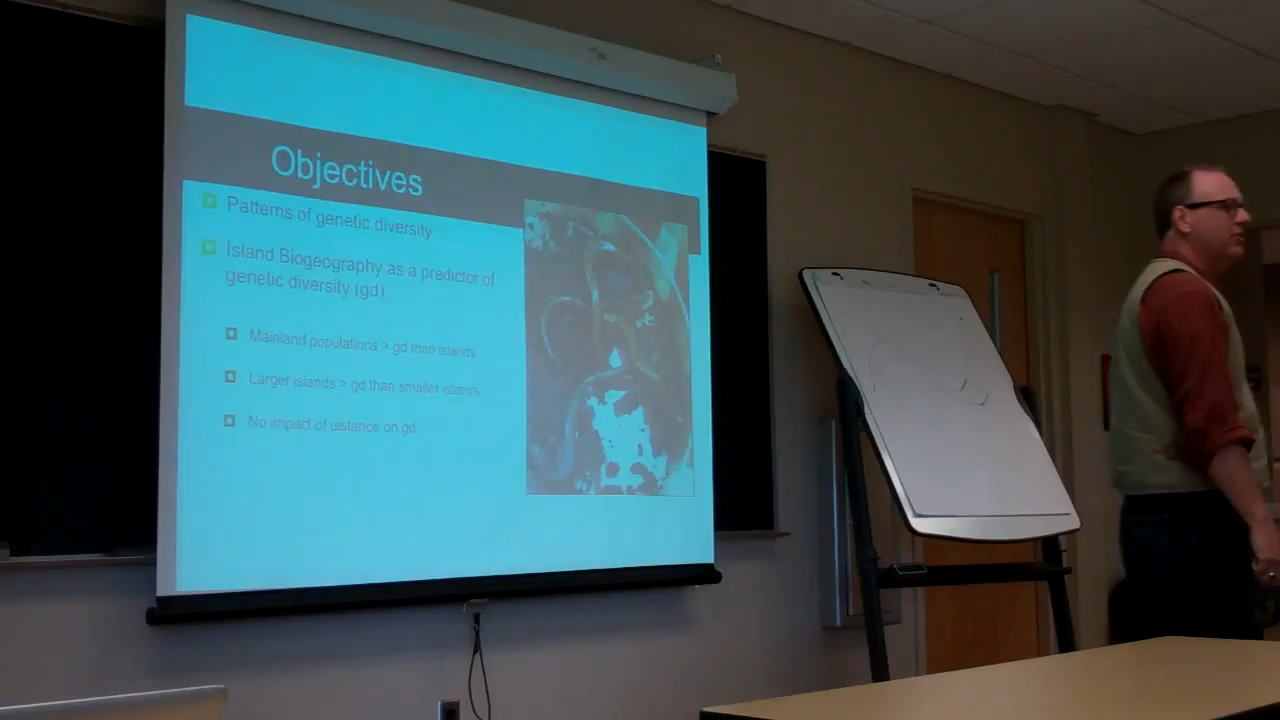 Objectives
Patterns of genetic diversity
Island Biogeography as a predictor of
genetic diversity (gd).
Mainland populations > gd than islands
Larger islands > gd than smaller islands
No impact of distance on gd